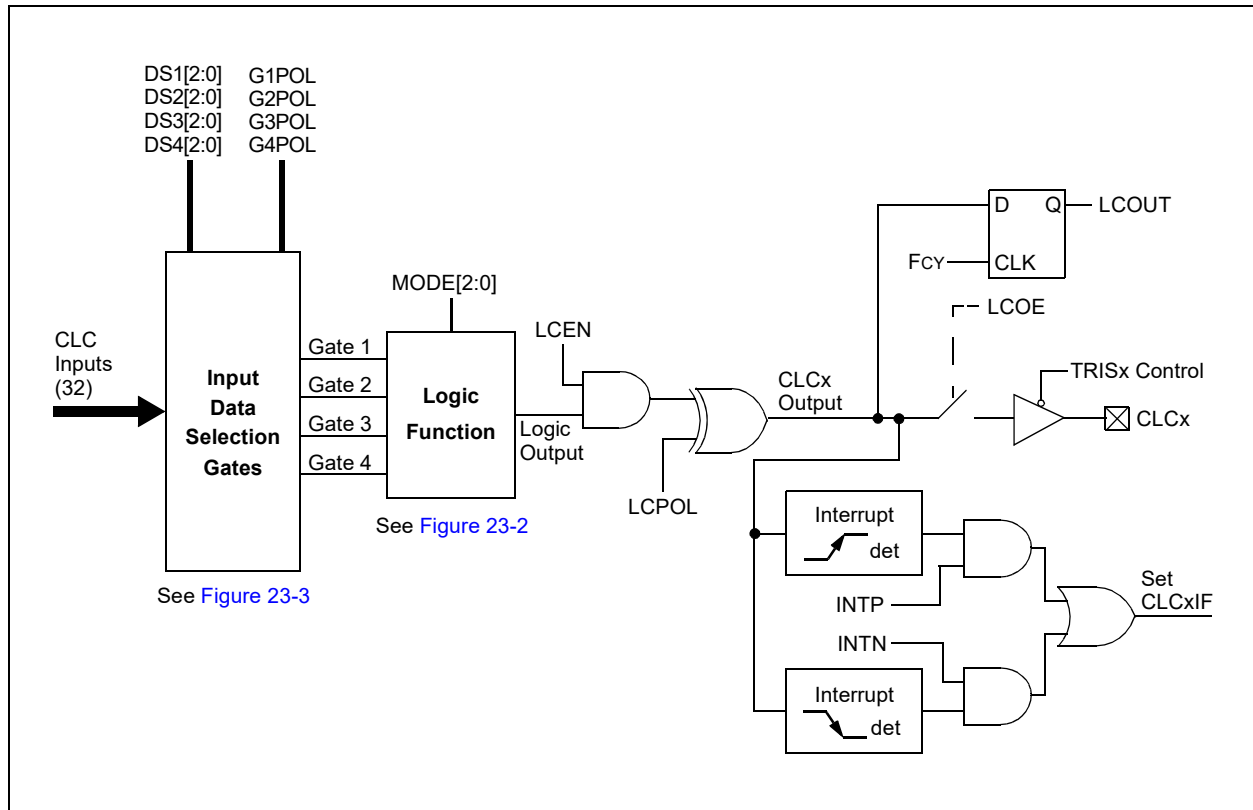 DS1[2:0] G1POL
DS2[2:0] G2POL
DS3[2:0] G3POL
DS4[2:0] G4POL
D Q LCOUT
FCY CLK
MODE[2:0]
LCOE
LCEN
CLC
Inputs
(32)
Input
Data
Selection
Gates
Gate 1
Gate 2
Gate 3
Gate 4
Logic
Function
Logic
Output
CLCx
Output
TRISx Control
CLCx
LCPOL
See Figure 23-2
See Figure 23-3
Interrupt
det
INTP
Set
CLCxIF
INTN
Interrupt
det